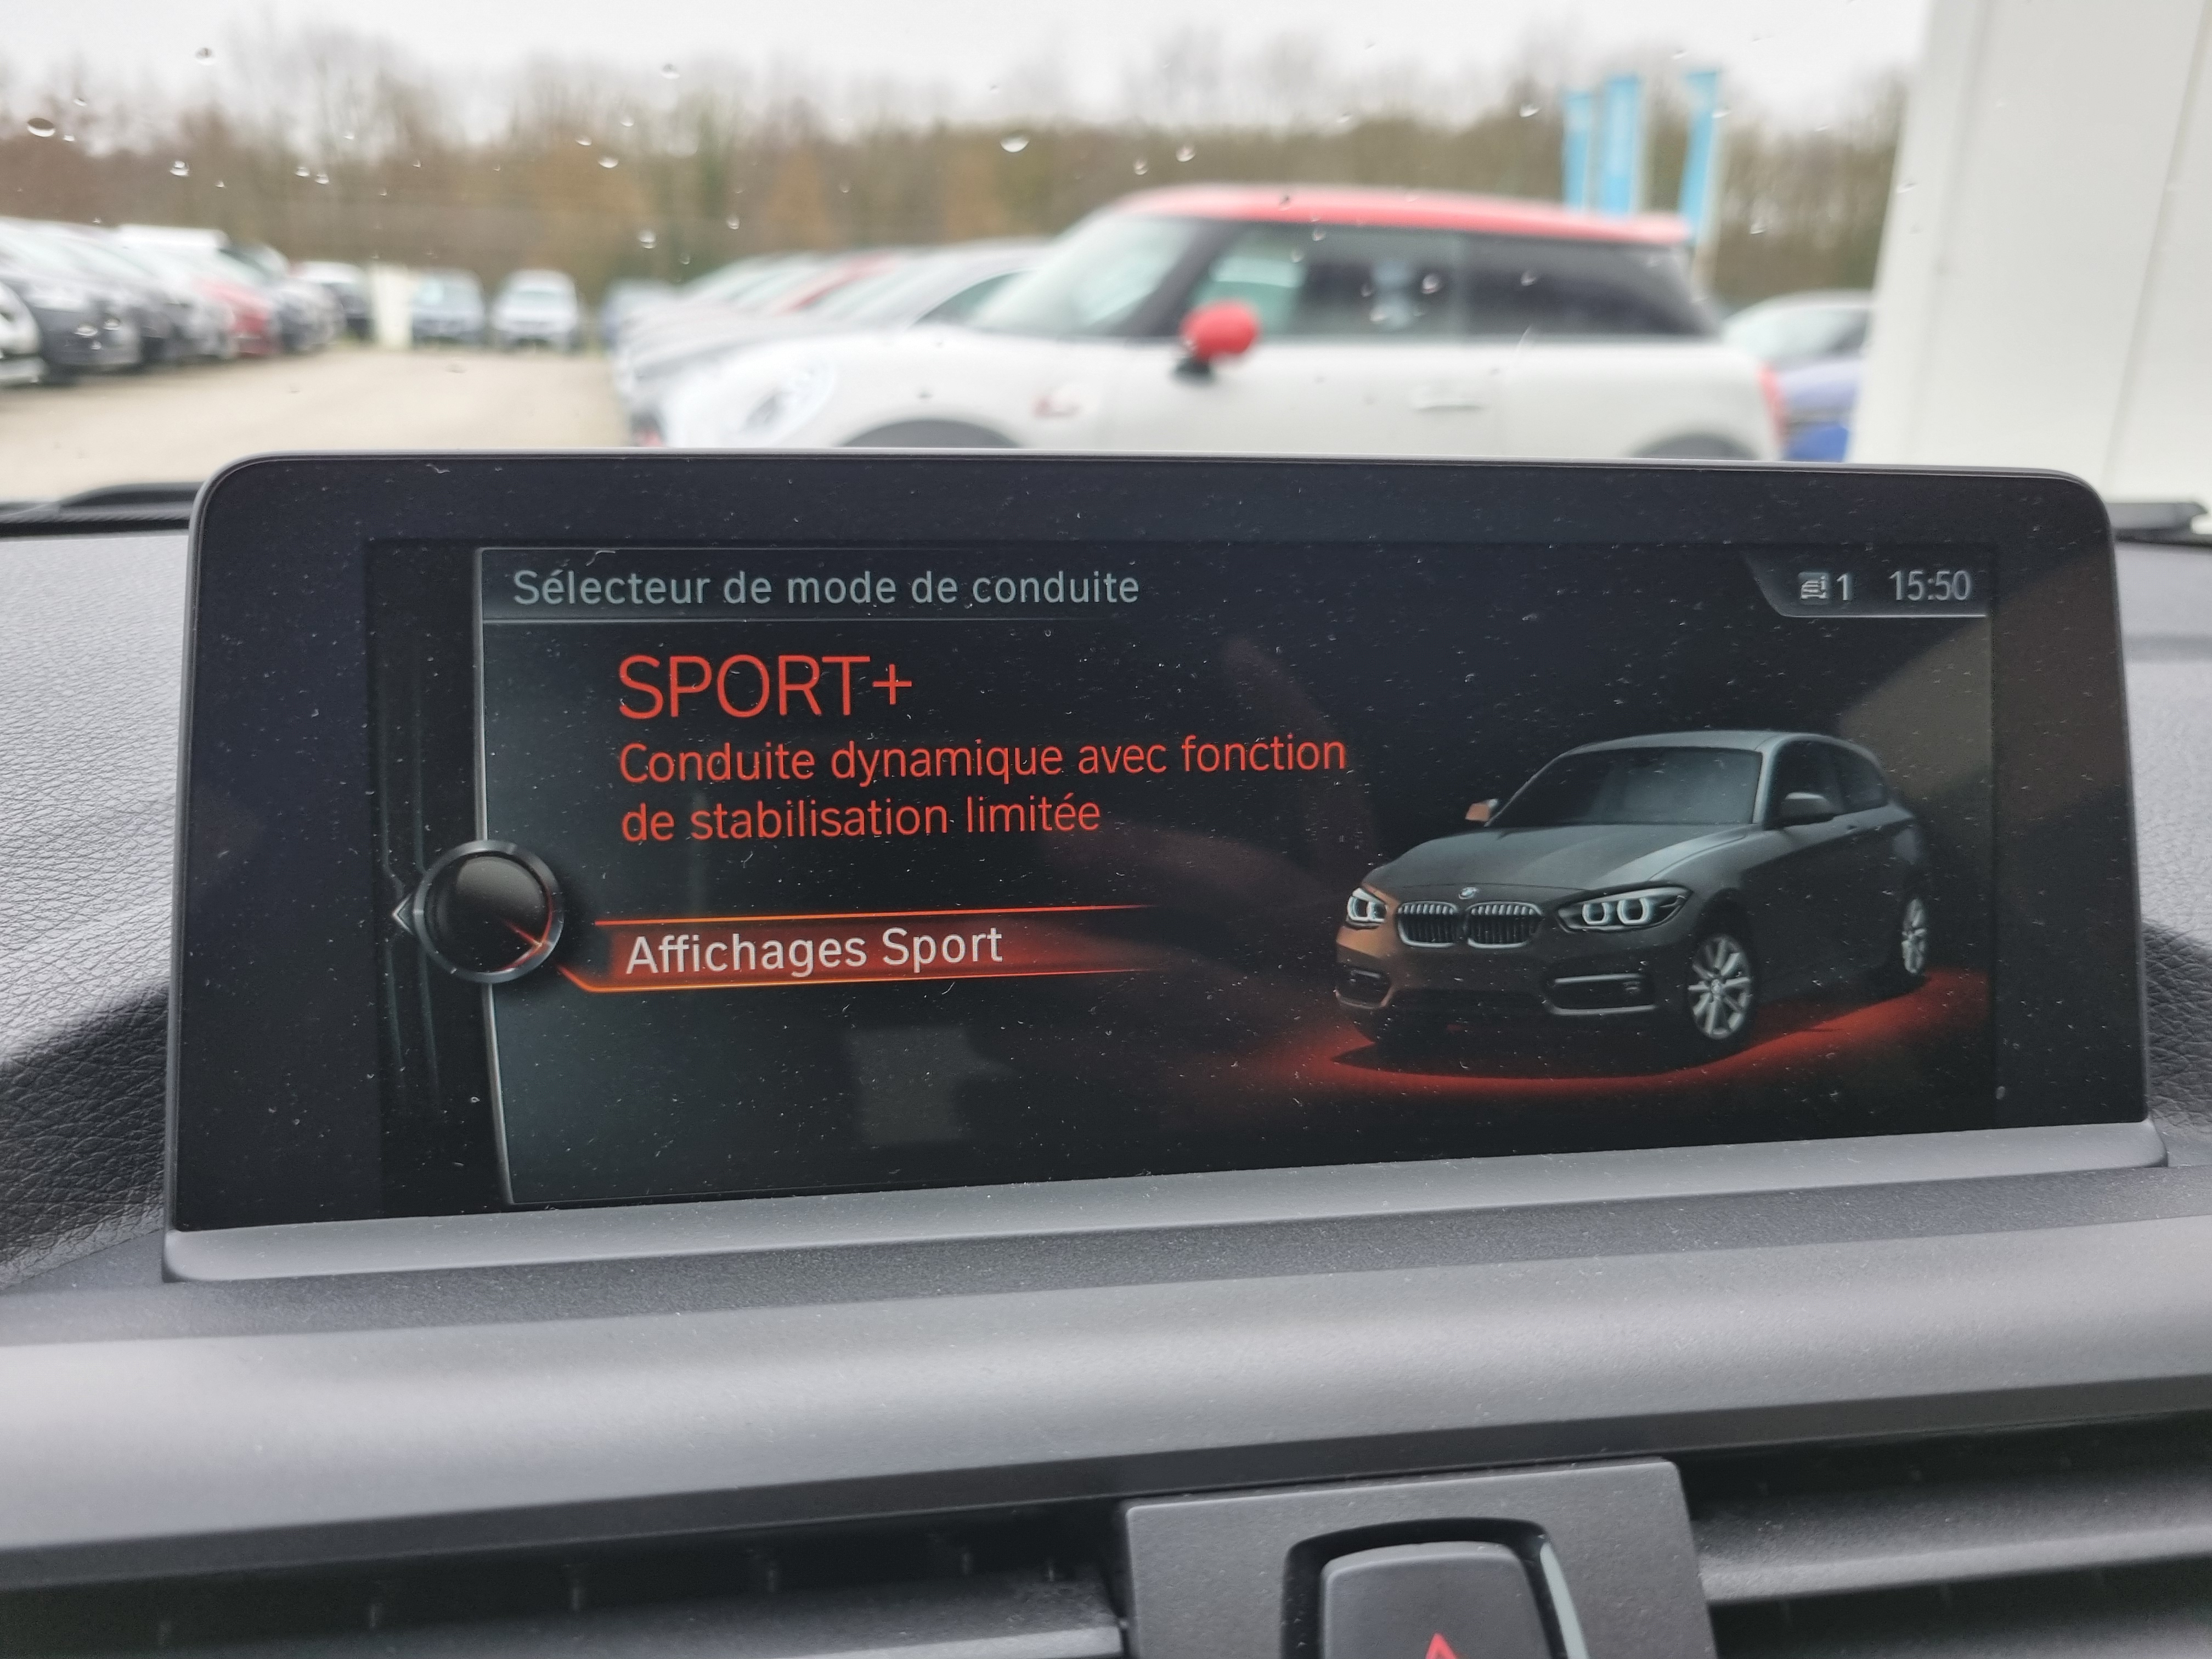 Sélecteur de mode de conduite
1 15:50
SPORT+
Conduite dynamique avec fonction
de stabilisation limitée
Affichages Sport